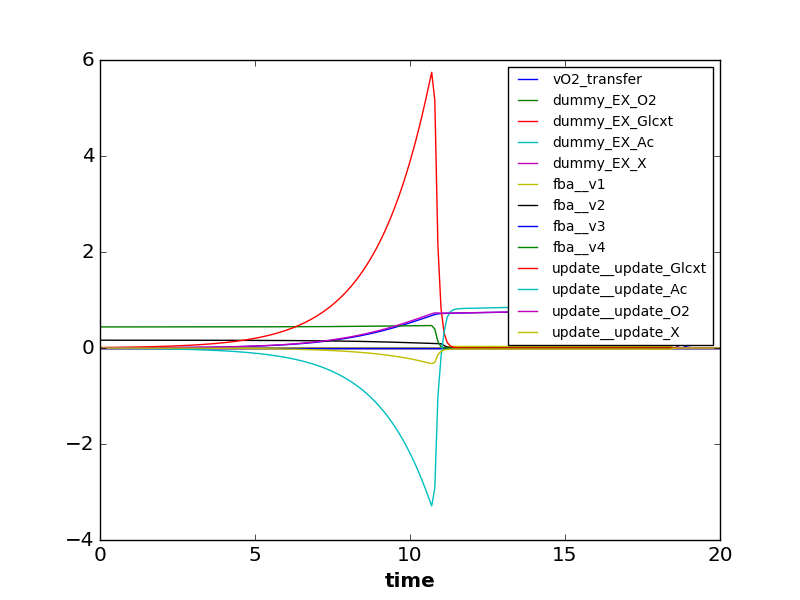 6
4
2
0
−2
−4
0
5
10
15
20
time
vO2_transfer
dummy_EX_O2
dummy_EX_Glcxt
dummy_EX_Ac
dummy_EX_X
fba__v1
fba__v2
fba__v3
fba__v4
update__update_Glcxt
update__update_Ac
update__update_O2
update__update_X